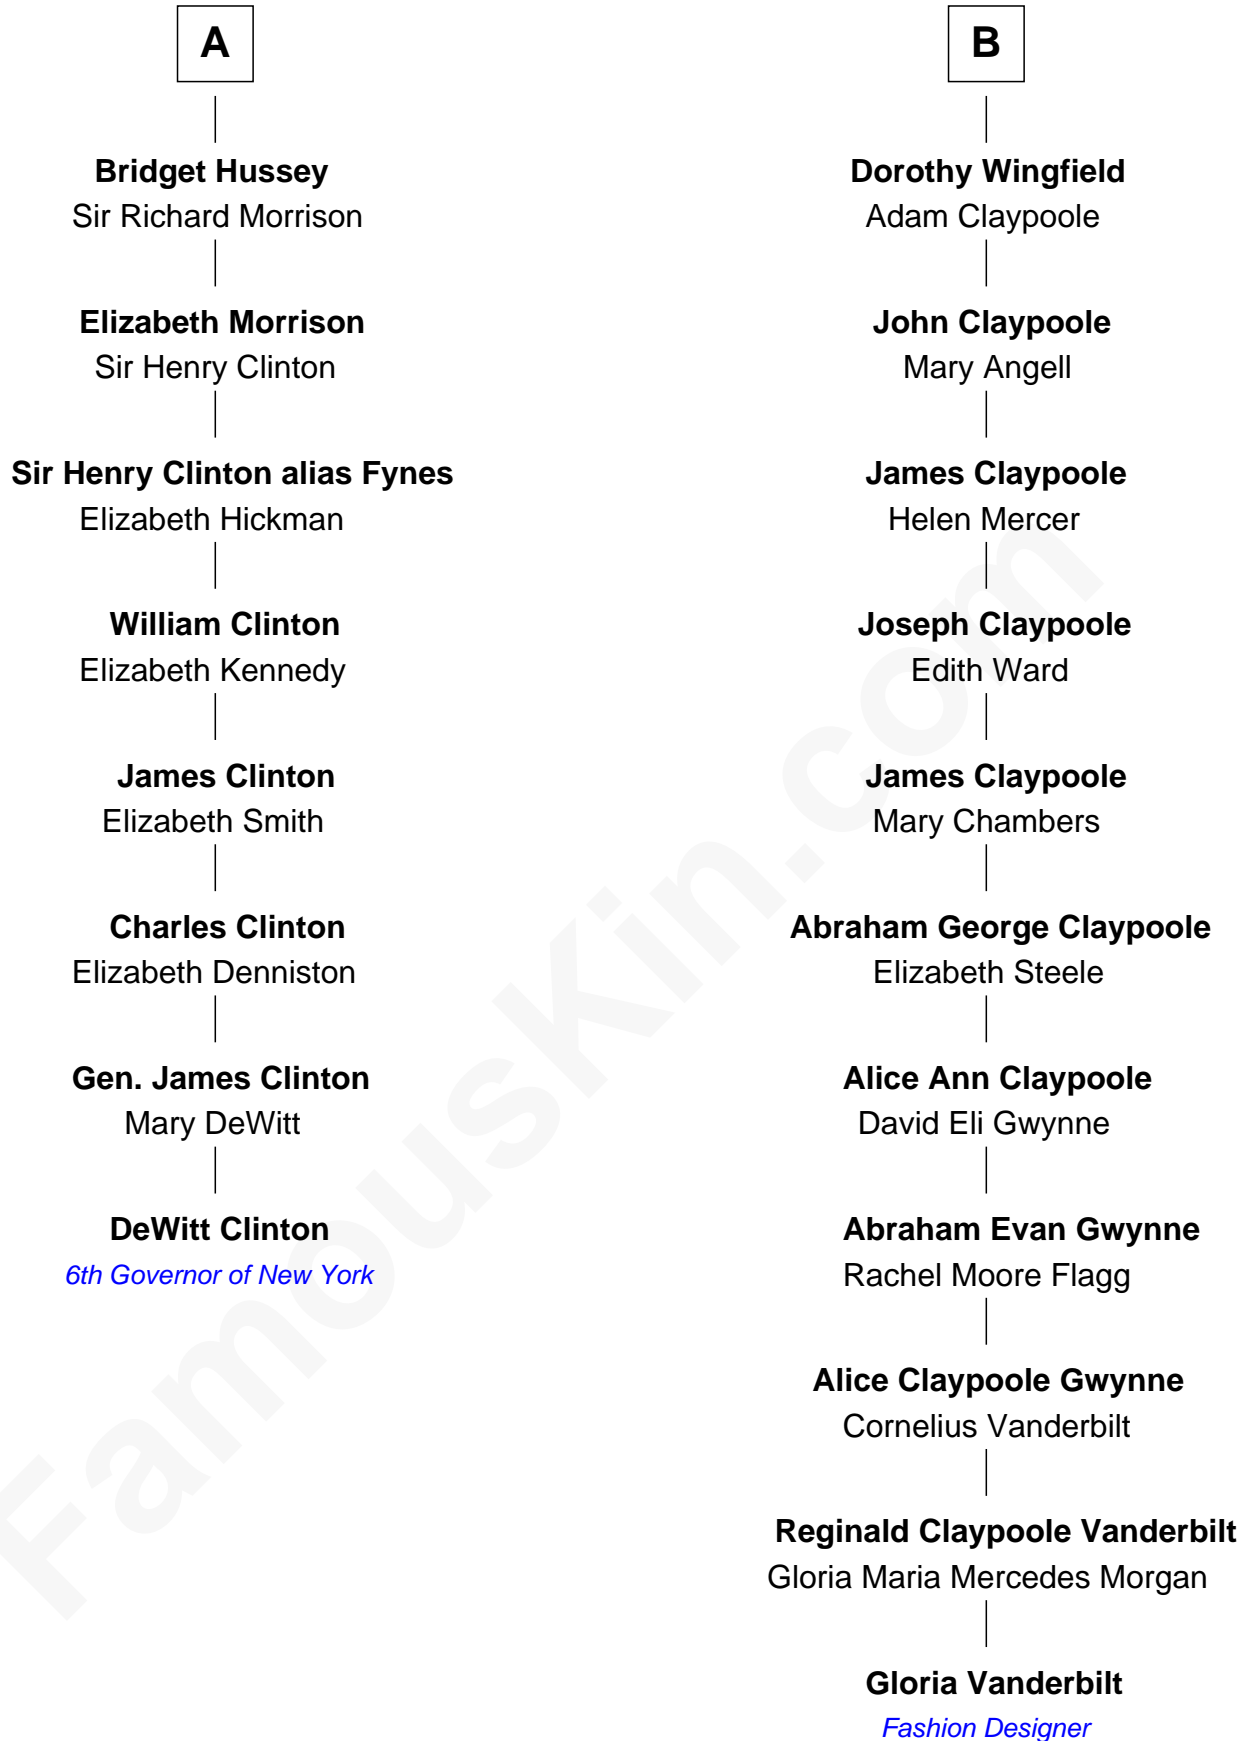 A
Bridget Hussey
Sir Richard Morrison
Elizabeth Morrison
Sir Henry Clinton
Sir Henry Clinton alias Fynes
Elizabeth Hickman
William Clinton
Elizabeth Kennedy
James Clinton
Elizabeth Smith
Charles Clinton
Elizabeth Denniston
Gen. James Clinton
Mary DeWitt
DeWitt Clinton
6th Governor of New York
B
Dorothy Wingfield
Adam Claypoole
John Claypoole
Mary Angell
James Claypoole
Helen Mercer
Joseph Claypoole
Edith Ward
James Claypoole
Mary Chambers
Abraham George Claypoole
Elizabeth Steele
Alice Ann Claypoole
David Eli Gwynne
Abraham Evan Gwynne
Rachel Moore Flagg
Alice Claypoole Gwynne
Cornelius Vanderbilt
Reginald Claypoole Vanderbilt
Gloria Maria Mercedes Morgan
Gloria Vanderbilt
Fashion Designer
FamousKin.com